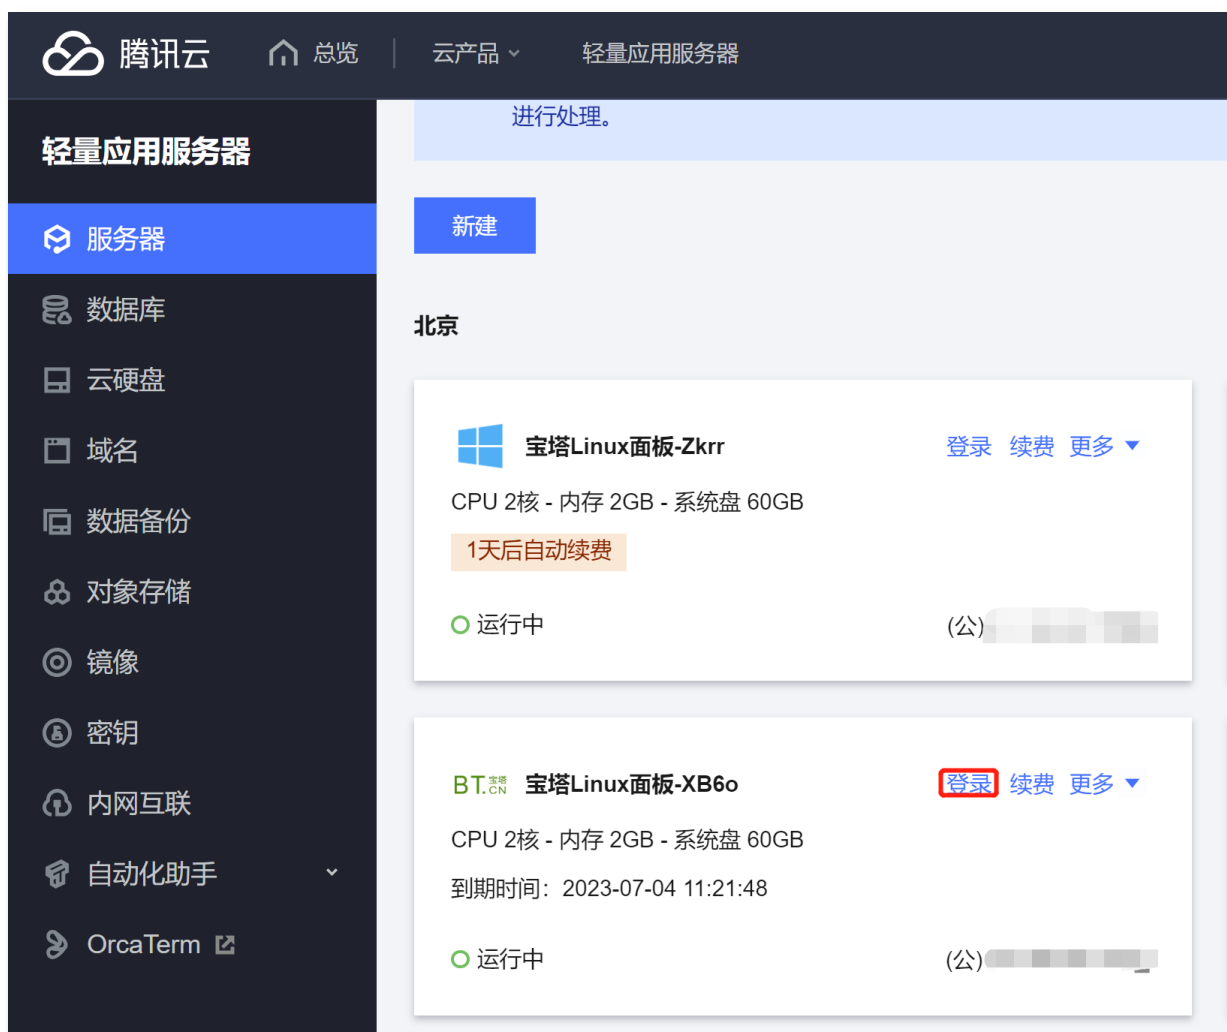 腾讯云 总览 云产品 轻量应用服务器
轻量应用服务器
服务器
数据库
云硬盘
域名
数据备份
对象存储
镜像
密钥
内网互联
自动化助手
OrcaTerm
进行处理。
新建
北京
宝塔Linux面板-Zkrr 登录 续费 更多
CPU 2核 - 内存 2GB - 系统盘 60GB
1天后自动续费
运行中 (公)
BT.宝塔.CN 宝塔Linux面板-XB6o 登录 续费 更多
CPU 2核 - 内存 2GB - 系统盘 60GB
到期时间：2023-07-04 11:21:48
运行中 (公)